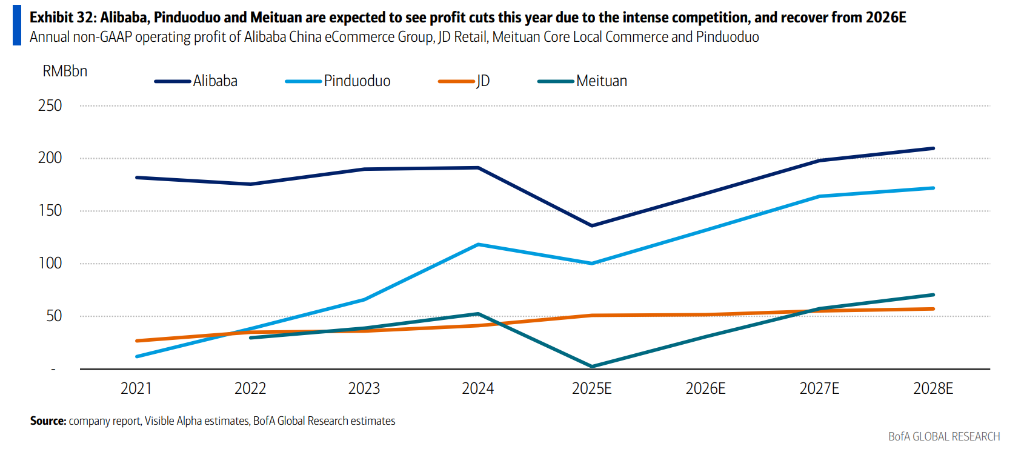 Exhibit 32: Alibaba, Pinduoduo and Meituan are expected to see profit cuts this year due to the intense competition, and recover from 2026E
Annual non-GAAP operating profit of Alibaba China eCommerce Group, JD Retail, Meituan Core Local Commerce and Pinduoduo
RMBbn
Alibaba Pinduoduo JD Meituan
250
200
150
100
50
-
2021 2022 2023 2024 2025E 2026E 2027E 2028E
Source: company report, Visible Alpha estimates, BofA Global Research estimates
BofA GLOBAL RESEARCH